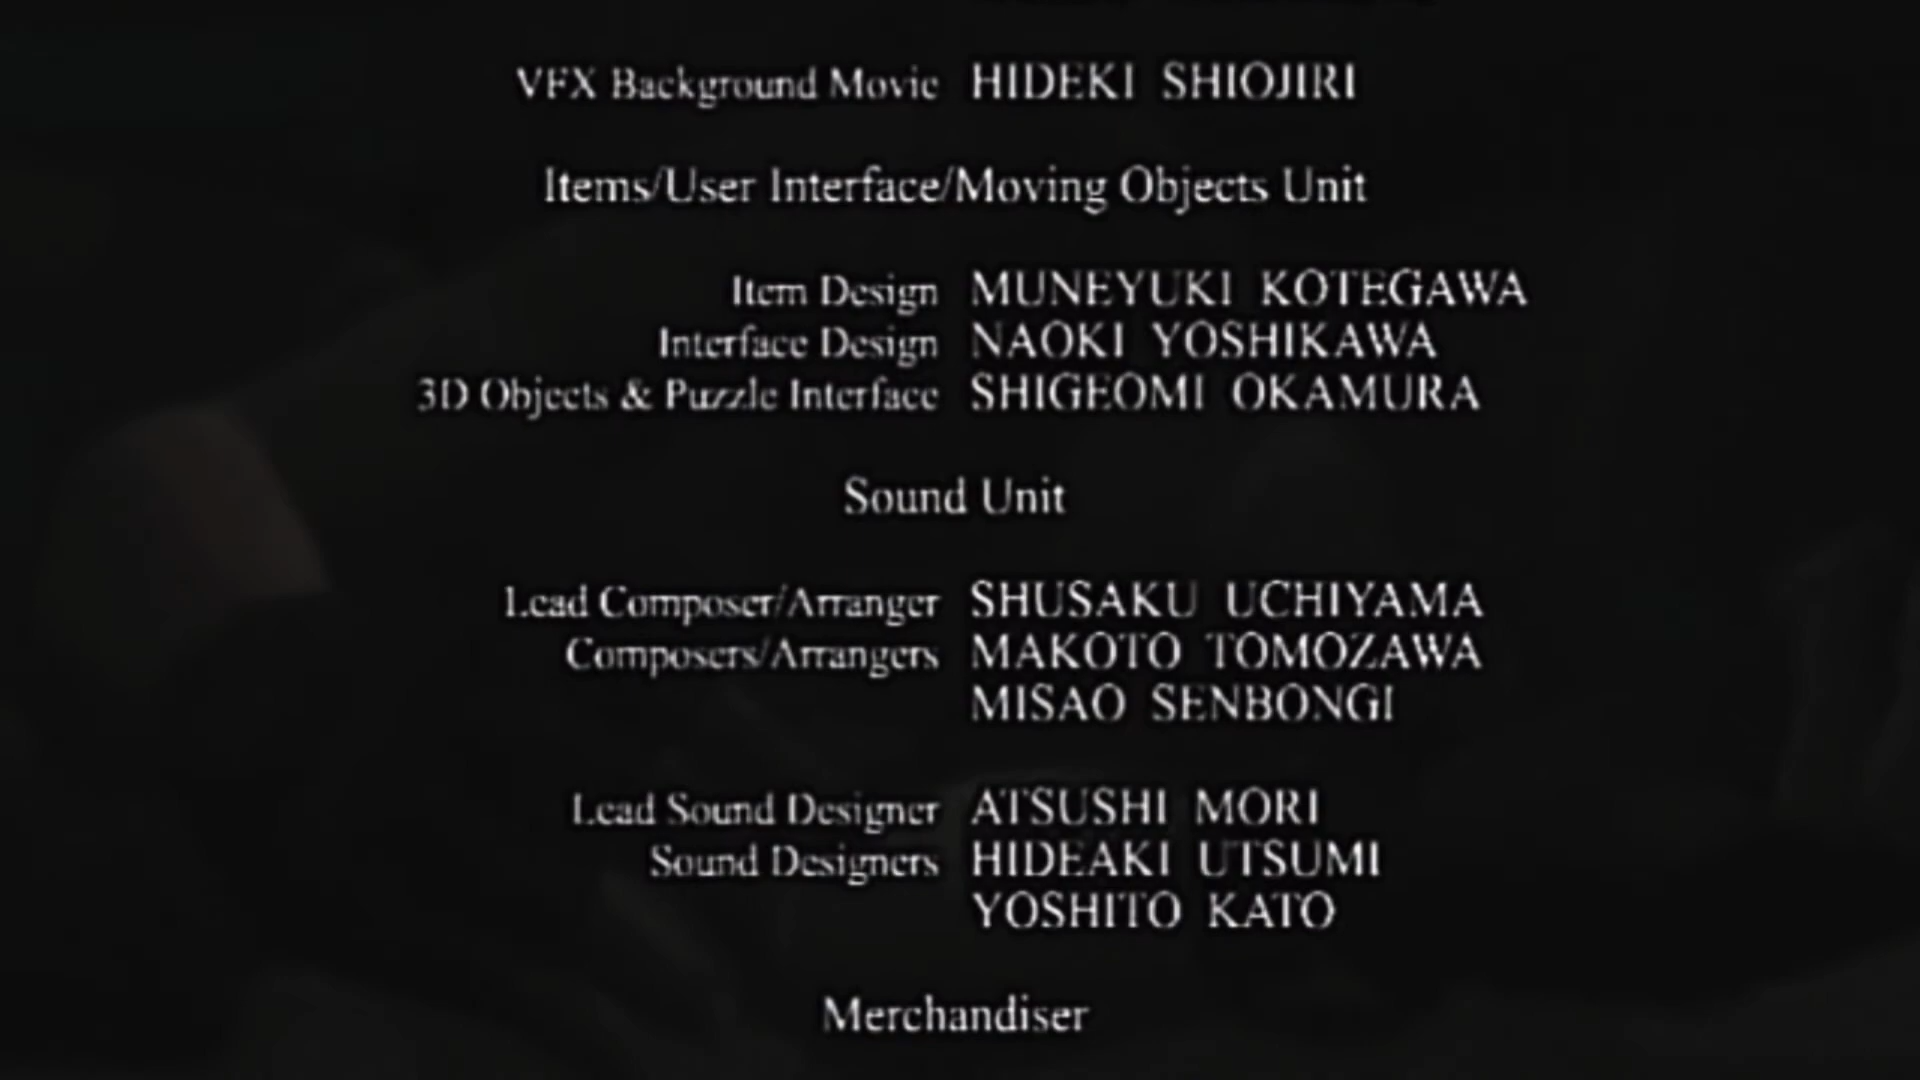 VFX Background Movie HIDEKI SHIOJIRI
Items/User Interface/Moving Objects Unit
Item Design MUNEYUKI KOTEGAWA
Interface Design NAOKI YOSHIKAWA
3D Objects & Puzzle Interface SHIGEOMI OKAMURA
Sound Unit
Lead Composer/Arranger SHUSAKU UCHIYAMA
Composers/Arrangers MAKOTO TOMOZAWA
MISAO SENBONGI
Lead Sound Designer ATSUSHI MORI
Sound Designers HIDEAKI UTSUMI
YOSHITO KATO
Merchandiser